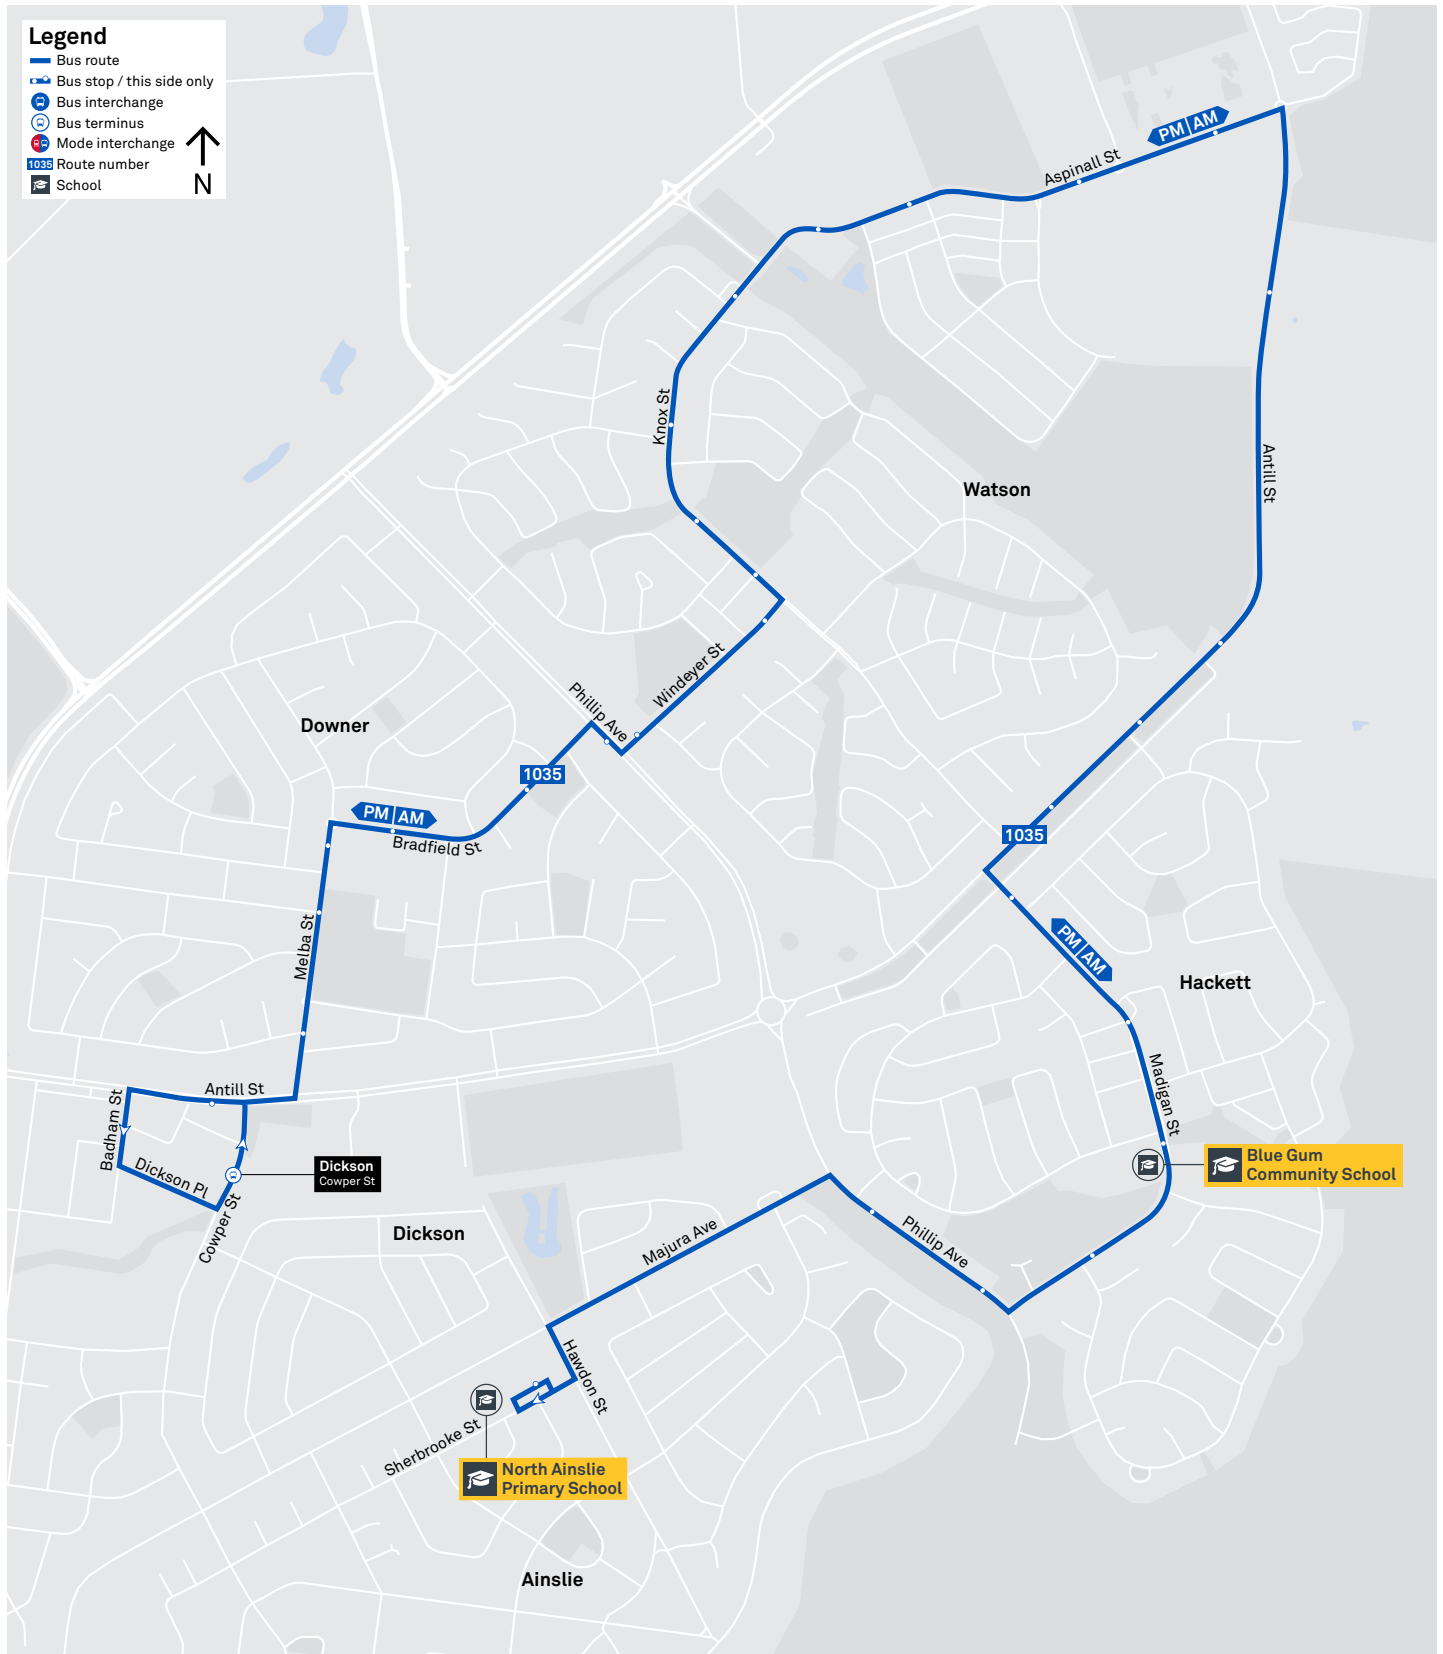 Legend
Bus route
Bus stop / this side only
Bus interchange
Bus terminus
Mode interchange
1035 Route number
School
N
PM AM
Aspinall St
Knox St
Antill St
Watson
Windeyer St
Phillip Ave
Downer
1035
PM AM
Bradfield St
1035
Melba St
PM AM
Hackett
Madigan St
Antill St
Badham St
Dickson Pl
Cowper St
Dickson
Cowper St
Blue Gum
Community School
Dickson
Majura Ave
Phillip Ave
Hawdon St
Sherbrooke St
North Ainslie
Primary School
Ainslie